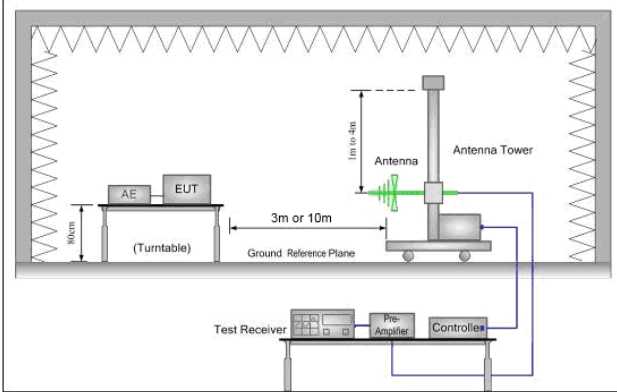 1m to 4m
Antenna
Antenna Tower
AE
EUT
3m or 10m
80cm
(Turntable)
Ground Reference Plane
Test Receiver
Pre-
Amplifier
Controller